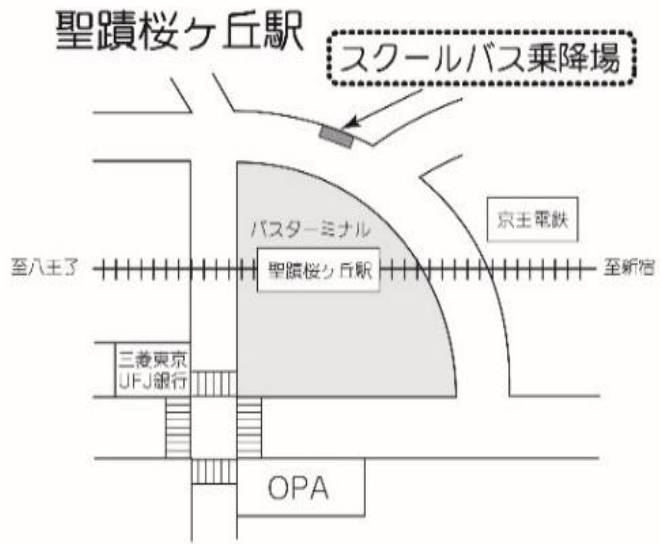 聖蹟桜ヶ丘駅
スクールバス乗降場
バスターミナル
京王電鉄
至八王子
聖蹟桜ヶ丘駅
至新宿
三菱東京
UFJ銀行
OPA